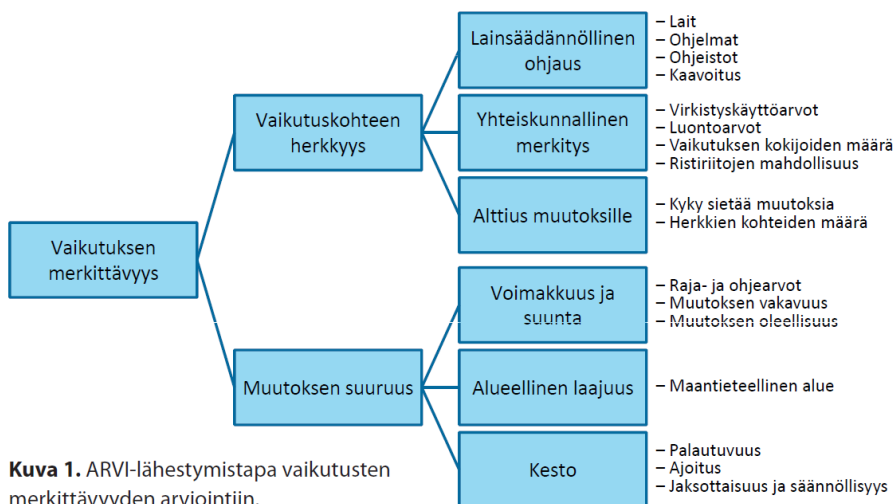 Vaikutuksen
merkittävyys
Vaikutuskohteen
herkkyys
Lainsäädännöllinen
ohjaus
– Lait
– Ohjelmat
– Ohjeistot
– Kaavoitus
Yhteiskunnallinen
merkitys
– Virkistyskäyttöarvot
– Luontoarvot
– Vaikutuksen kokijoiden määrä
– Ristiriitojen mahdollisuus
Alttius muutoksille
– Kyky sietää muutoksia
– Herkkien kohteiden määrä
Muutoksen suuruus
Voimakkuus ja
suunta
– Raja- ja ohjearvot
– Muutoksen vakavuus
– Muutoksen oleellisuus
Alueellinen laajuus
– Maantieteellinen alue
Kesto
– Palautuvuus
– Ajoitus
– Jaksottaisuus ja säännöllisyys
Kuva 1. ARVI-lähestymistapa vaikutusten
merkittävyyden arviointiin.